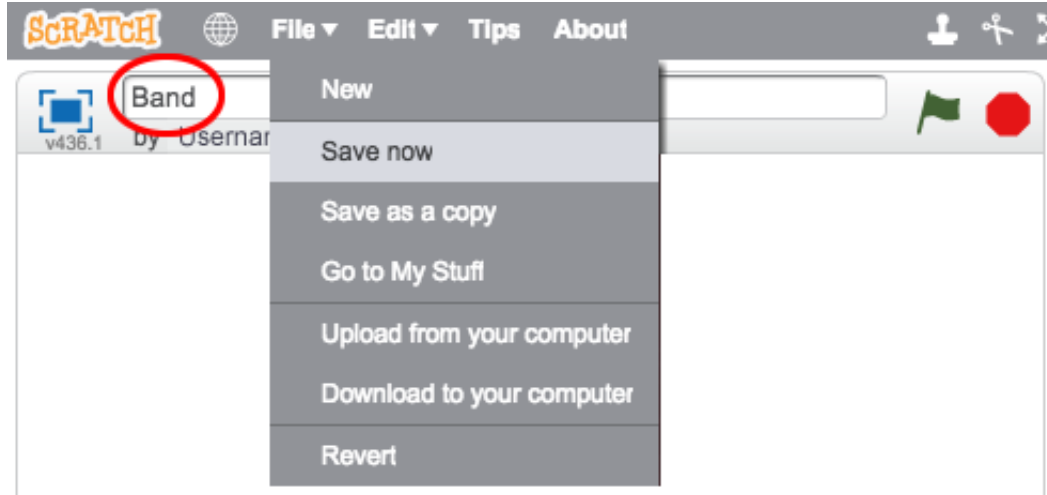 SCRATCH File Edit Tips About
Band
v436.1 by
New
Save now
Save as a copy
Go to My Stuff
Upload from your computer
Download to your computer
Revert